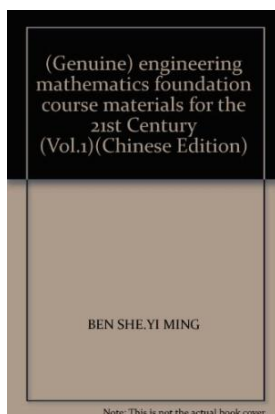 (Genuine) engineering
mathematics foundation
course materials for the
21st Century
(Vol.1)(Chinese Edition)
BEN SHE.YI MING
Note: This is not the actual book cover